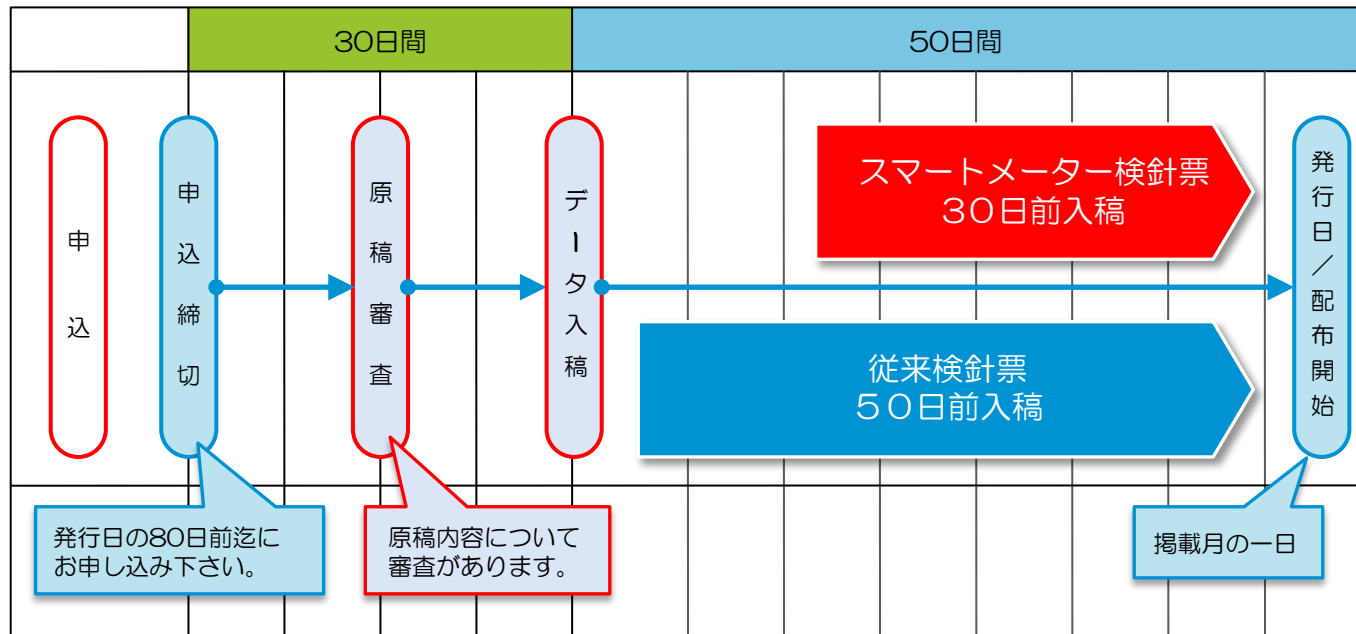 30日間
50日間
申込
申込締切
原稿審査
データ入稿
スマートメーター検針票
３０日前入稿
従来検針票
５０日前入稿
発行日／配布開始
発行日の80日前迄に
お申し込み下さい。
原稿内容について
審査があります。
掲載月の一日